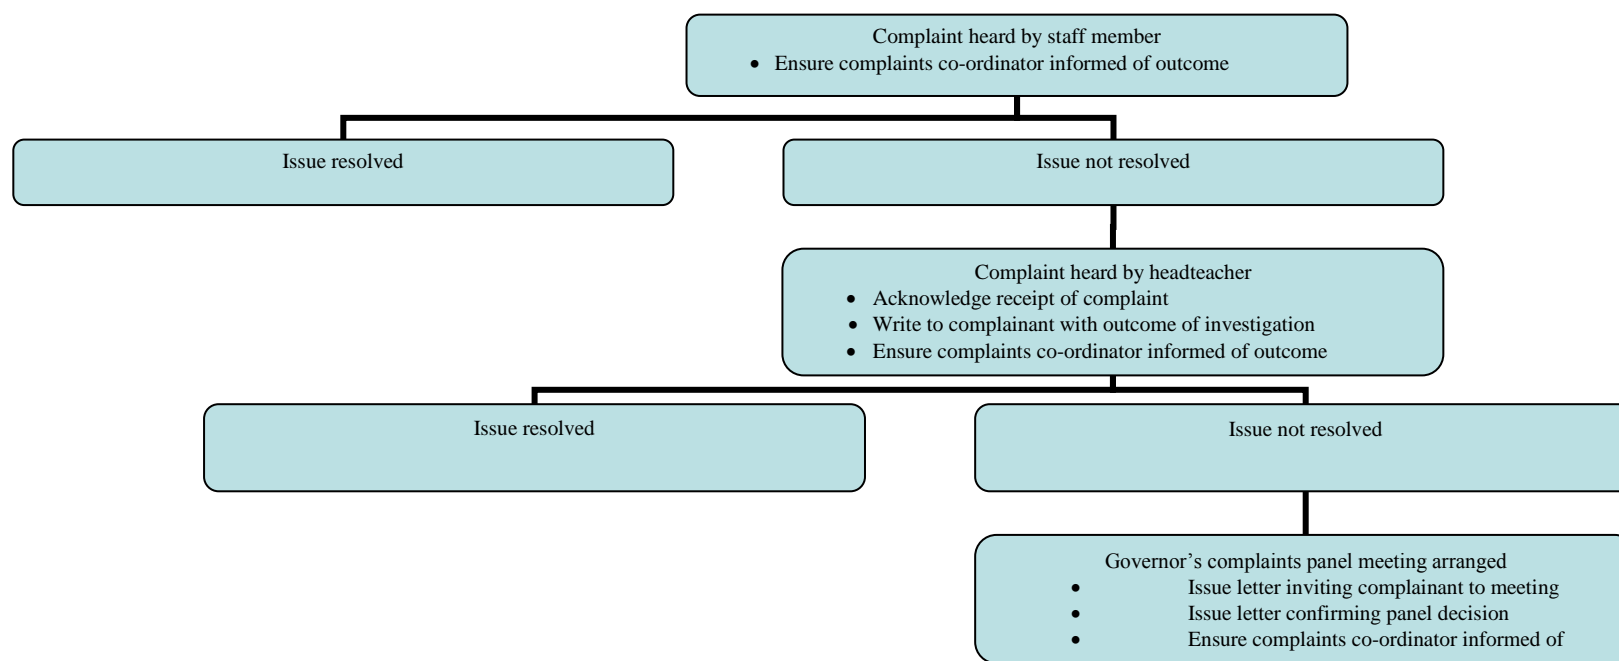 Complaint heard by staff member
• Ensure complaints co-ordinator informed of outcome
Issue resolved
Issue not resolved
Complaint heard by headteacher
• Acknowledge receipt of complaint
• Write to complainant with outcome of investigation
• Ensure complaints co-ordinator informed of outcome
Issue resolved
Issue not resolved
Governor’s complaints panel meeting arranged
• Issue letter inviting complainant to meeting
• Issue letter confirming panel decision
• Ensure complaints co-ordinator informed of